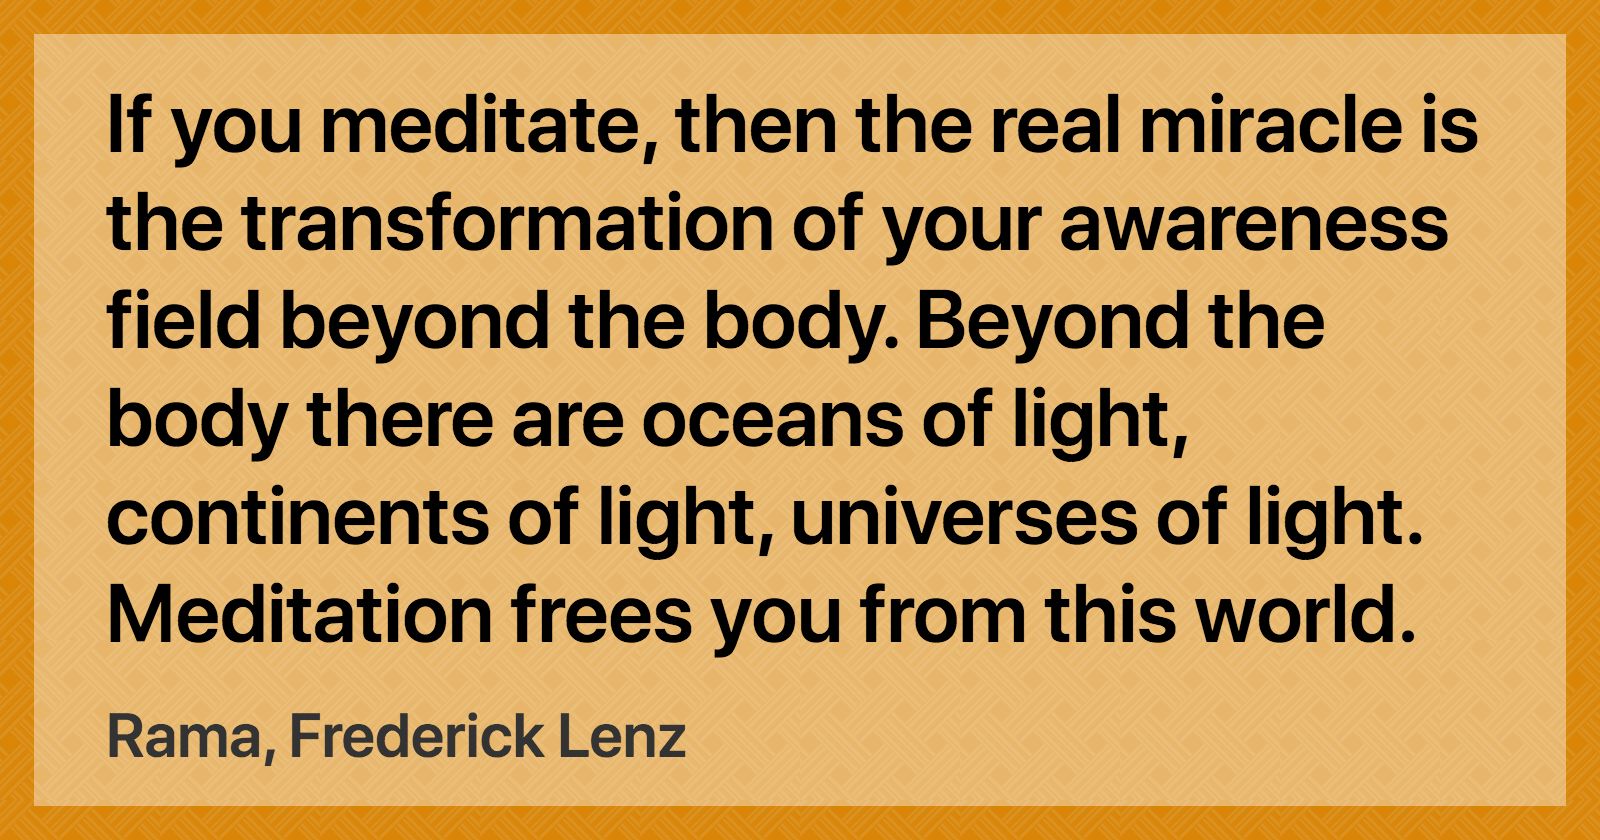 If you meditate, then the real miracle is
the transformation of your awareness
field beyond the body. Beyond the
body there are oceans of light,
continents of light, universes of light.
Meditation frees you from this world.
Rama, Frederick Lenz